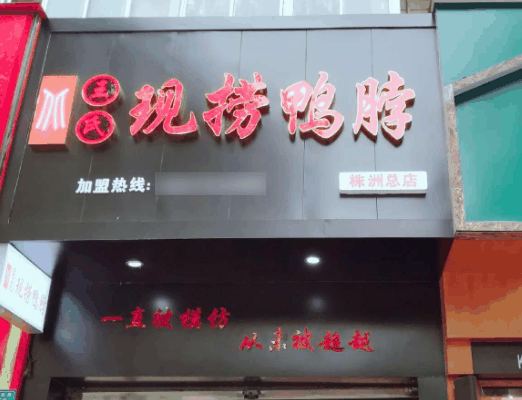 王氏
现捞鸭脖
加盟热线:
株洲总店
一直被模仿
从未被超越